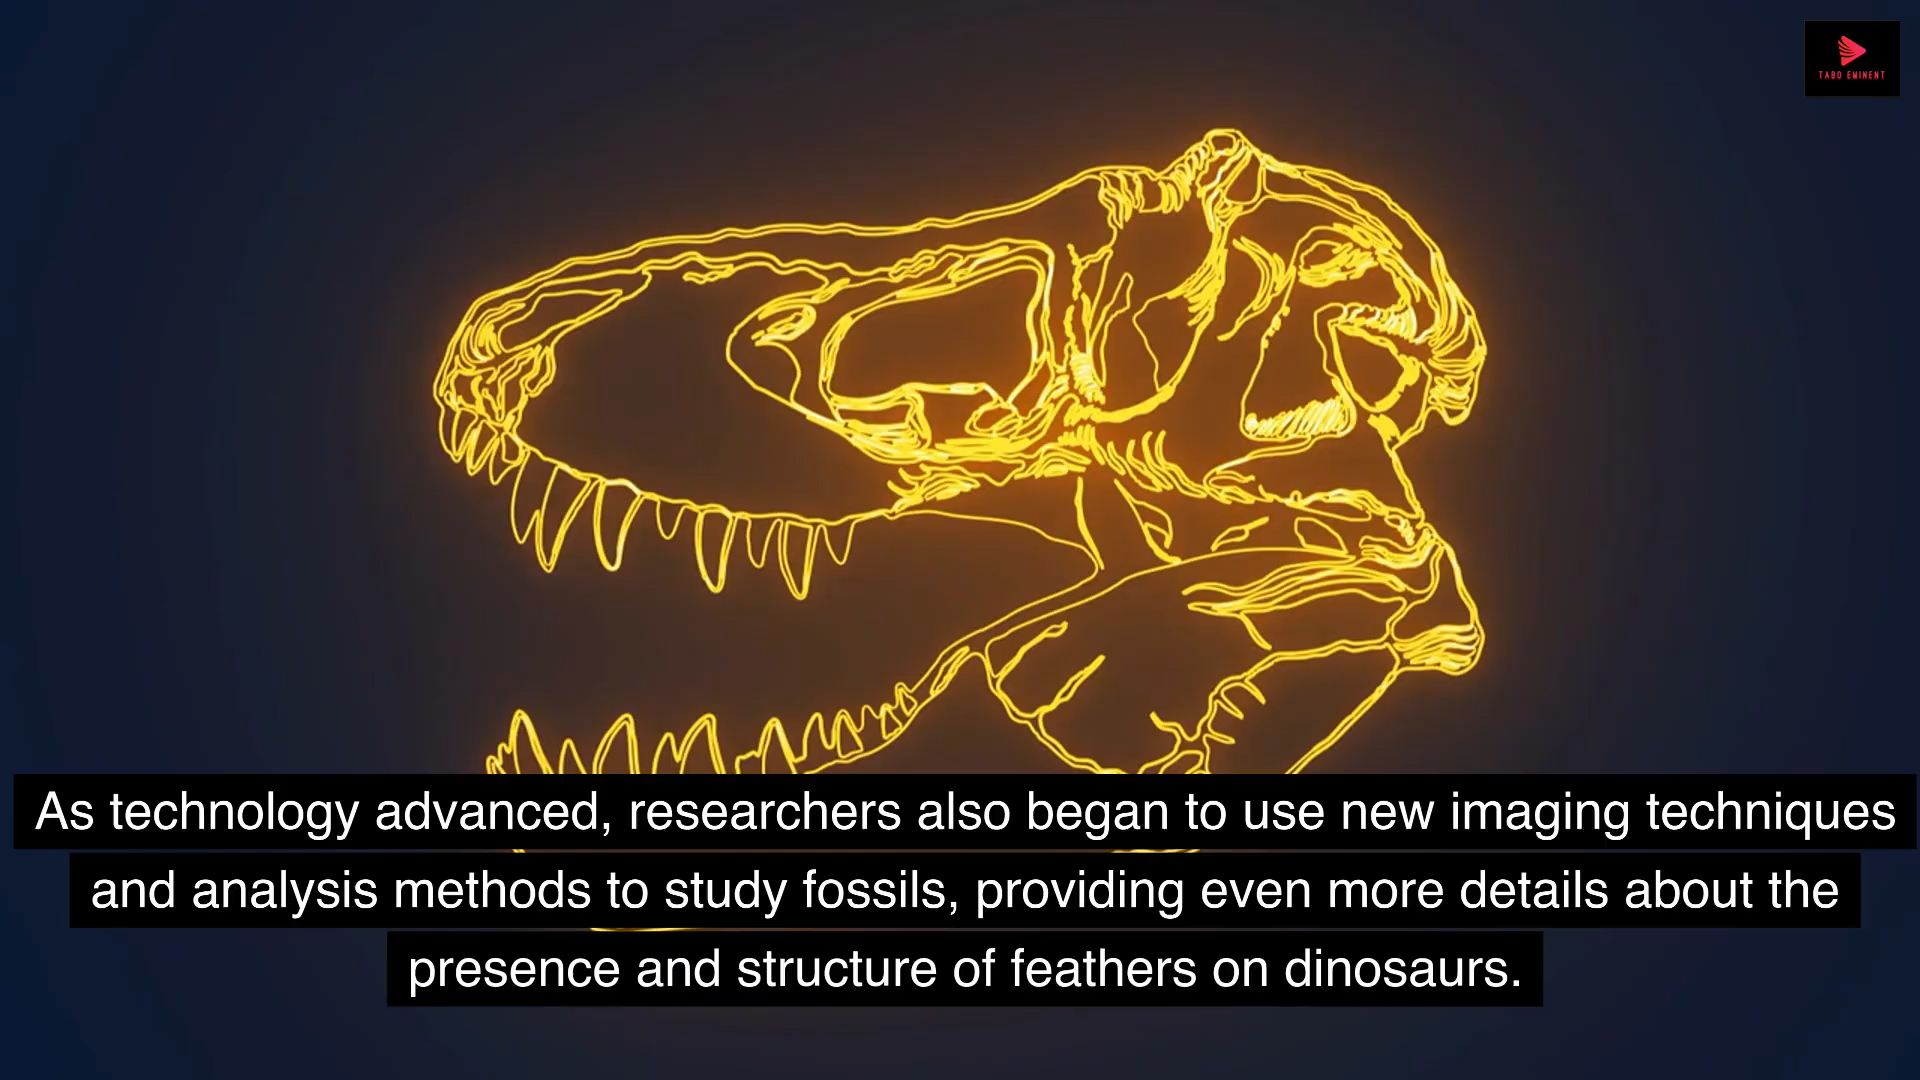 TABO EMINENT
As technology advanced, researchers also began to use new imaging techniques
and analysis methods to study fossils, providing even more details about the
presence and structure of feathers on dinosaurs.